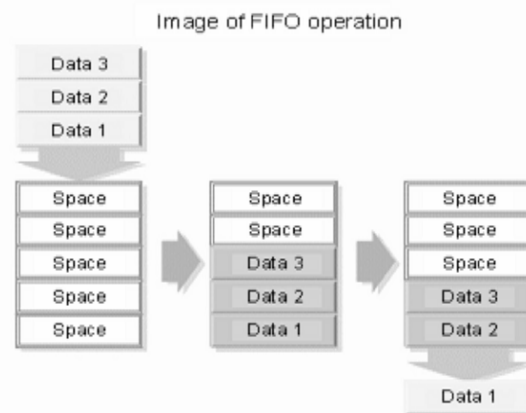 Image of FIFO operation
Data 3
Data 2
Data 1
Space
Space
Space
Space
Space
Space
Space
Data 3
Data 2
Data 1
Space
Space
Space
Data 3
Data 2
Data 1